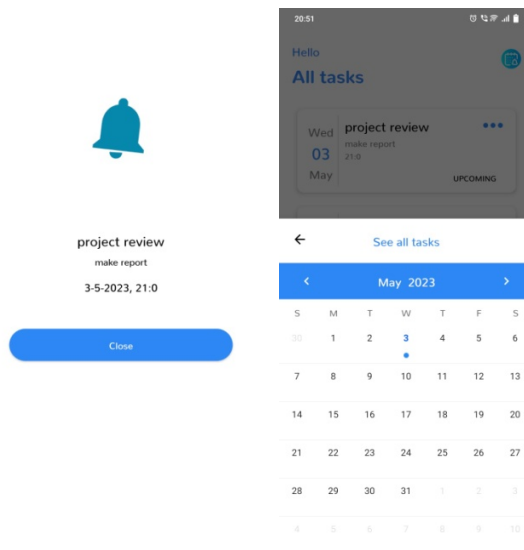 project review
make report
3-5-2023, 21:0
Close
20:51
Hello
All tasks
Wed
03
May
project review
make report
21:0
UPCOMING
See all tasks
May 2023
S M T W T F S
30 1 2 3 4 5 6
7 8 9 10 11 12 13
14 15 16 17 18 19 20
21 22 23 24 25 26 27
28 29 30 31 1 2 3
4 5 6 7 8 9 10